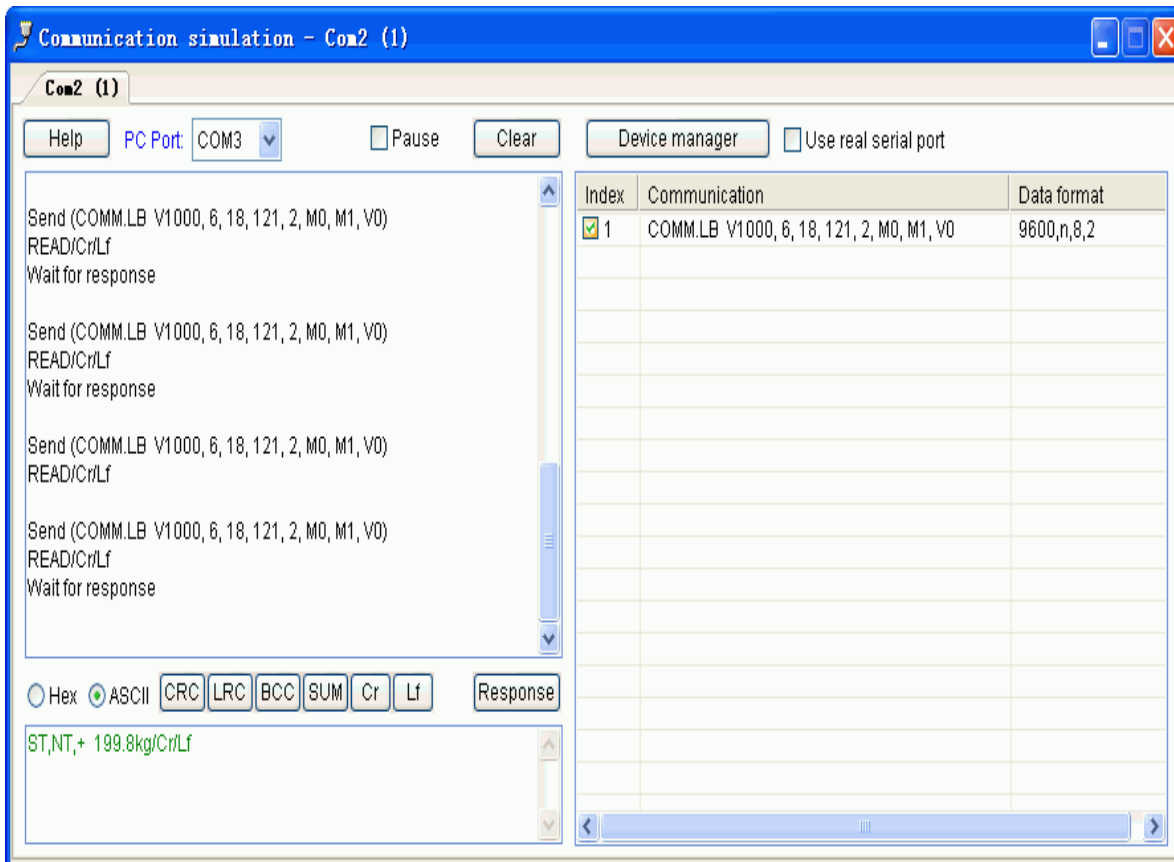 Communication simulation - Com2 (1)
Com2 (1)
Help PC Port: COM3 Pause Clear Device manager Use real serial port
Send (COMM.LB V1000, 6, 18, 121, 2, M0, M1, V0)
READ/Cr/Lf
Wait for response
Send (COMM.LB V1000, 6, 18, 121, 2, M0, M1, V0)
READ/Cr/Lf
Wait for response
Send (COMM.LB V1000, 6, 18, 121, 2, M0, M1, V0)
READ/Cr/Lf
Send (COMM.LB V1000, 6, 18, 121, 2, M0, M1, V0)
READ/Cr/Lf
Wait for response
Hex ASCII CRC LRC BCC SUM Cr Lf Response
ST,NT,+ 199.8kg/Cr/Lf
Index Communication Data format
1 COMM.LB V1000, 6, 18, 121, 2, M0, M1, V0 9600,n,8,2